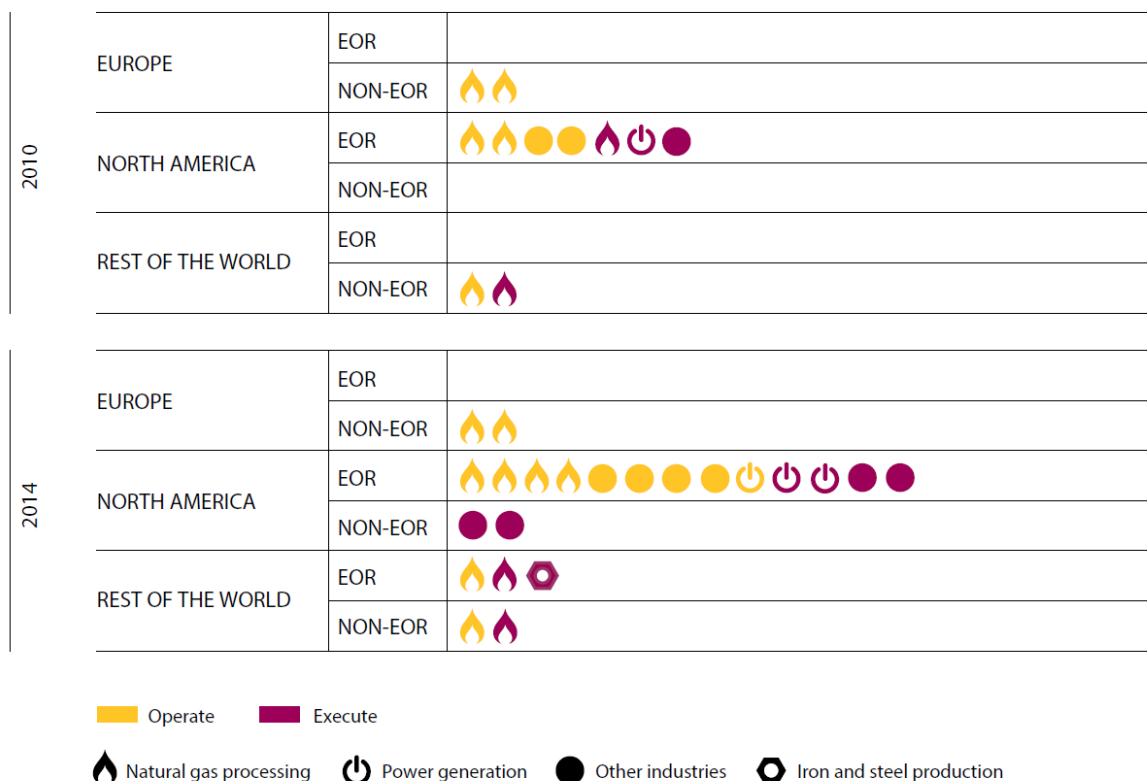 2010
EUROPE
EOR
NON-EOR
NORTH AMERICA
EOR
NON-EOR
REST OF THE WORLD
EOR
NON-EOR
2014
EUROPE
EOR
NON-EOR
NORTH AMERICA
EOR
NON-EOR
REST OF THE WORLD
EOR
NON-EOR
Operate Execute
Natural gas processing Power generation Other industries Iron and steel production